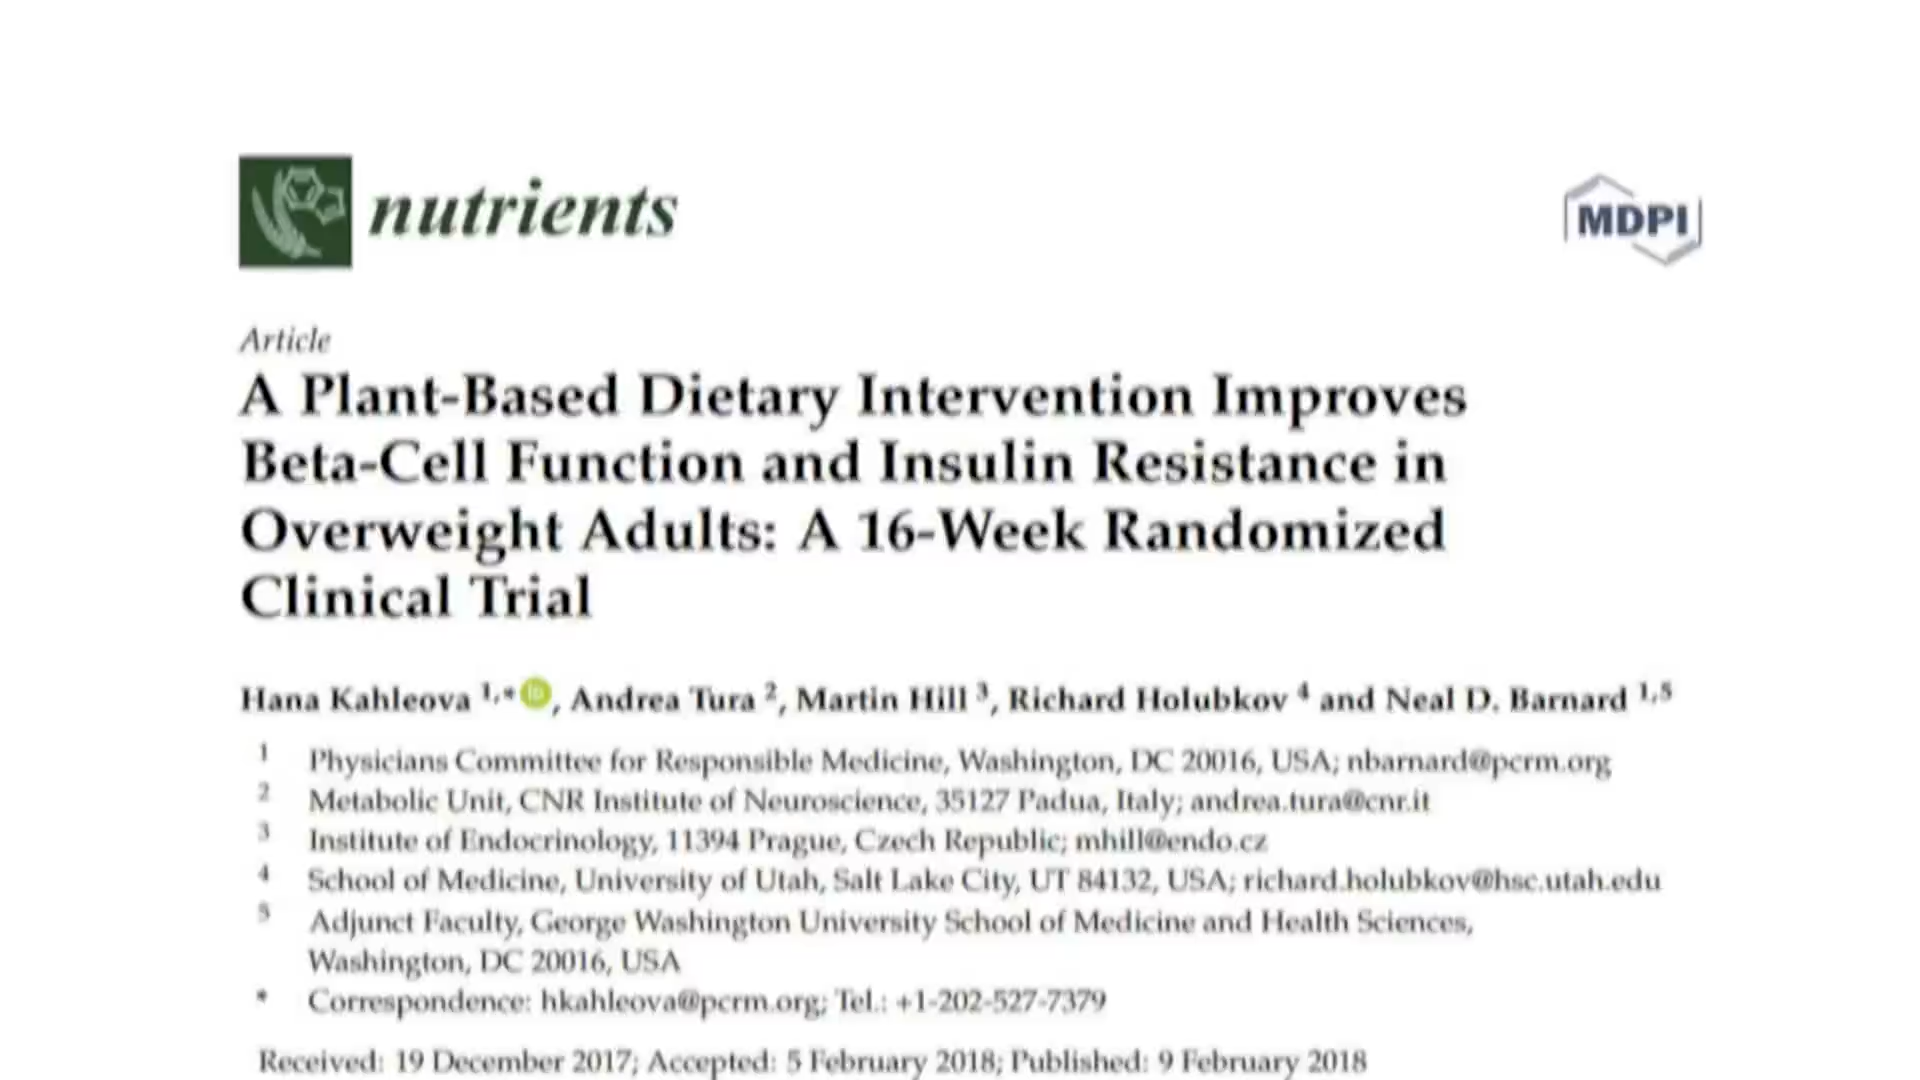 nutrients
MDPI
Article
A Plant-Based Dietary Intervention Improves
Beta-Cell Function and Insulin Resistance in
Overweight Adults: A 16-Week Randomized
Clinical Trial
Hana Kahleova 1,* iD, Andrea Tura 2, Martin Hill 3, Richard Holubkov 4 and Neal D. Barnard 1,5
1 Physicians Committee for Responsible Medicine, Washington, DC 20016, USA; nbarnard@pcrm.org
2 Metabolic Unit, CNR Institute of Neuroscience, 35127 Padua, Italy; andrea.tura@cnr.it
3 Institute of Endocrinology, 11394 Prague, Czech Republic; mhill@endo.cz
4 School of Medicine, University of Utah, Salt Lake City, UT 84132, USA; richard.holubkov@hsc.utah.edu
5 Adjunct Faculty, George Washington University School of Medicine and Health Sciences,
Washington, DC 20016, USA
* Correspondence: hkahleova@pcrm.org; Tel.: +1-202-527-7379
Received: 19 December 2017; Accepted: 5 February 2018; Published: 9 February 2018